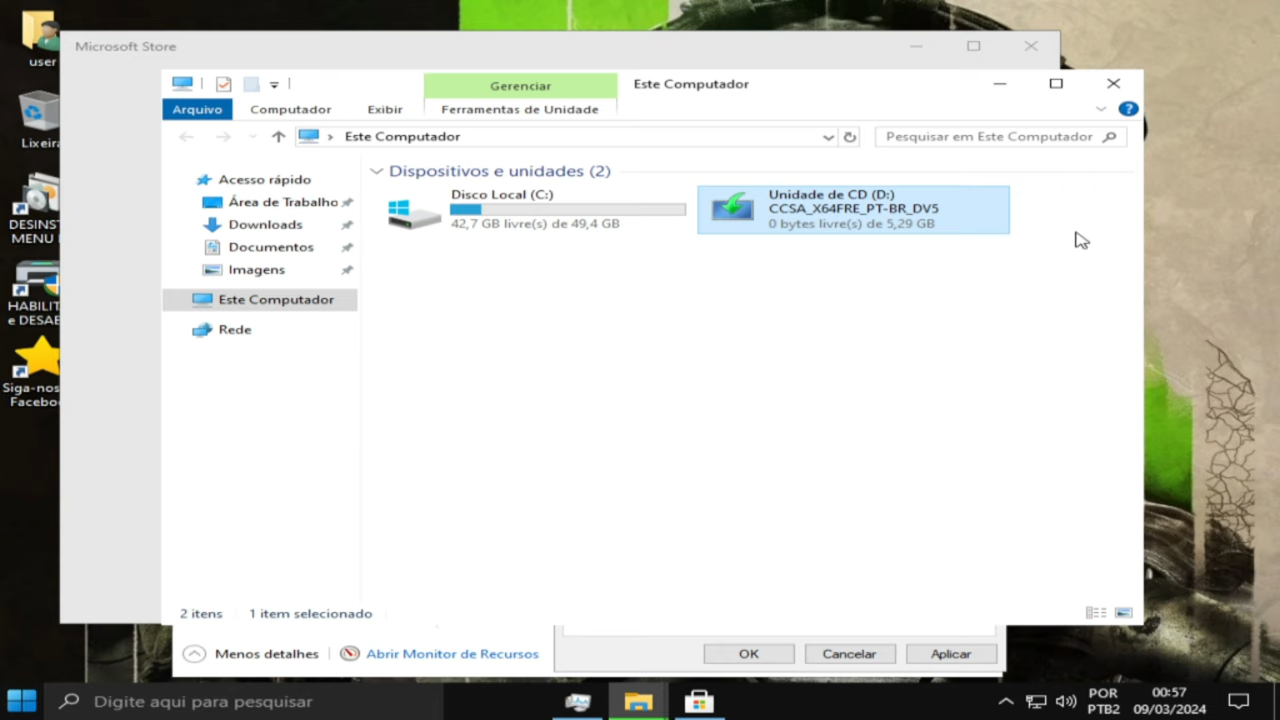 user
Lixeira
DESINST
MENU
HABILIT
e DESAB
Siga-nos
Facebo
Microsoft Store
Gerenciar
Este Computador
Arquivo
Computador
Exibir
Ferramentas de Unidade
?
Este Computador
Pesquisar em Este Computador
Acesso rápido
Área de Trabalho
Downloads
Documentos
Imagens
Este Computador
Rede
Dispositivos e unidades (2)
Disco Local (C:)
42,7 GB livre(s) de 49,4 GB
Unidade de CD (D:)
CCSA_X64FRE_PT-BR_DV5
0 bytes livre(s) de 5,29 GB
2 itens
1 item selecionado
Menos detalhes
Abrir Monitor de Recursos
OK
Cancelar
Aplicar
Digite aqui para pesquisar
POR
PTB2
00:57
09/03/2024